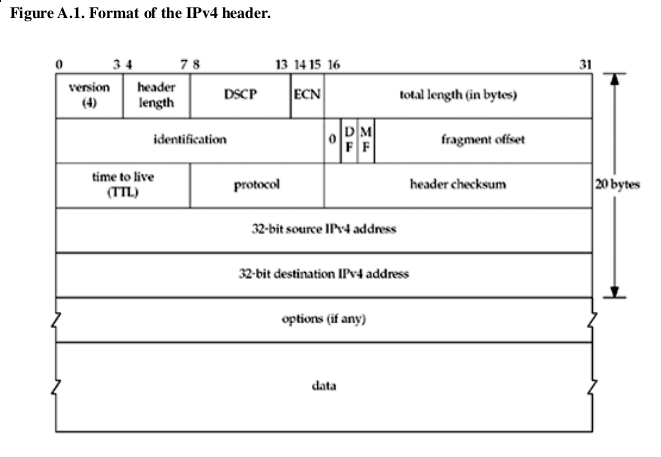 Figure A.1. Format of the IPv4 header.
0 3 4 7 8 13 14 15 16 31
version (4) header length DSCP ECN total length (in bytes)
identification 0 DF MF fragment offset
time to live (TTL) protocol header checksum
20 bytes
32-bit source IPv4 address
32-bit destination IPv4 address
options (if any)
data